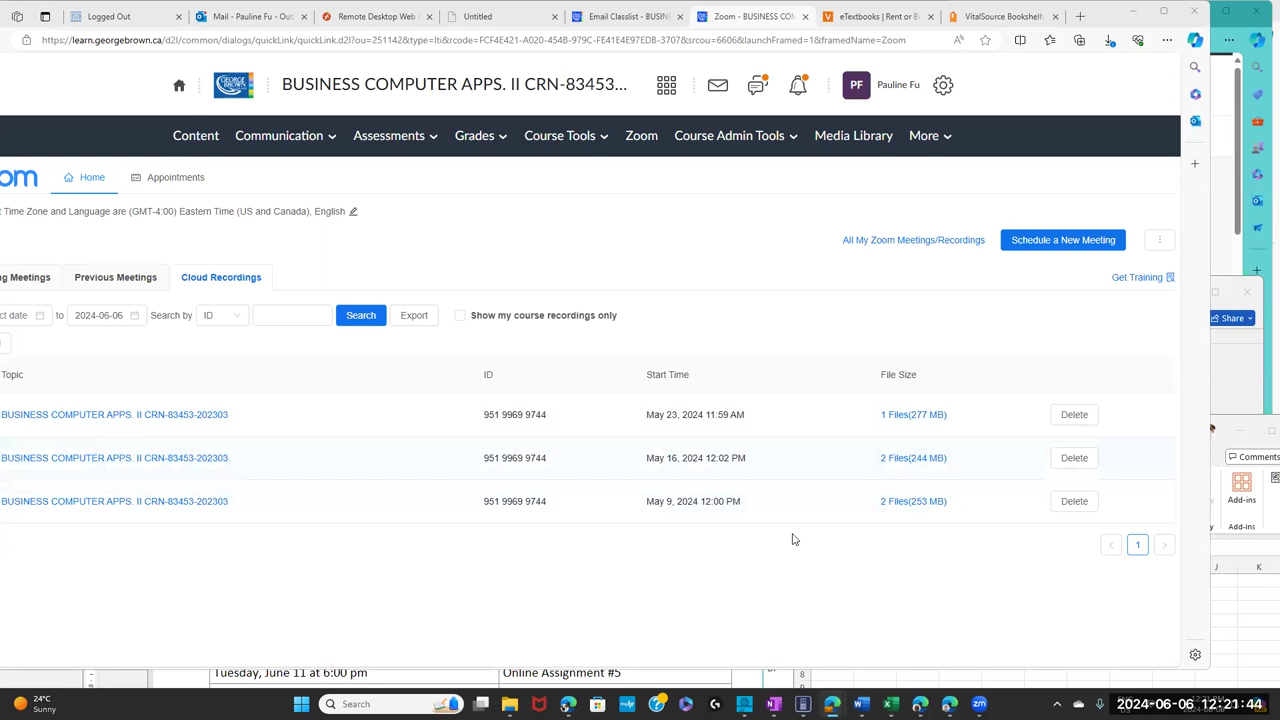 Logged Out
Mail - Pauline Fu - Out
Remote Desktop Web
Untitled
Email Classlist - BUSIN
Zoom - BUSINESS COM
eTextbooks | Rent or B
VitalSource Bookshelf
https://learn.georgebrown.ca/d2l/common/dialogs/quickLink/quickLink.d2l?ou=251142&type=lti&rcode=FCF4E421-A020-454B-979C-FE41E4E97EDB-3707&srcou=6606&launchFramed=1&framedName=Zoom
GEORGE BROWN
BUSINESS COMPUTER APPS. II CRN-83453...
PF
Pauline Fu
Content
Communication
Assessments
Grades
Course Tools
Zoom
Course Admin Tools
Media Library
More
om
Home
Appointments
t Time Zone and Language are (GMT-4:00) Eastern Time (US and Canada), English
All My Zoom Meetings/Recordings
Schedule a New Meeting
ng Meetings
Previous Meetings
Cloud Recordings
Get Training
ct date
to
2024-06-06
Search by
ID
Search
Export
Show my course recordings only
Share
Topic
ID
Start Time
File Size
BUSINESS COMPUTER APPS. II CRN-83453-202303
951 9969 9744
May 23, 2024 11:59 AM
1 Files(277 MB)
Delete
BUSINESS COMPUTER APPS. II CRN-83453-202303
951 9969 9744
May 16, 2024 12:02 PM
2 Files(244 MB)
Delete
BUSINESS COMPUTER APPS. II CRN-83453-202303
951 9969 9744
May 9, 2024 12:00 PM
2 Files(253 MB)
Delete
Comments
Add-ins
Add-ins
1
J
K
Tuesday, June 11 at 6:00 pm
Online Assignment #5
8
24°C
Sunny
Search
2024-06-06 12:21:44